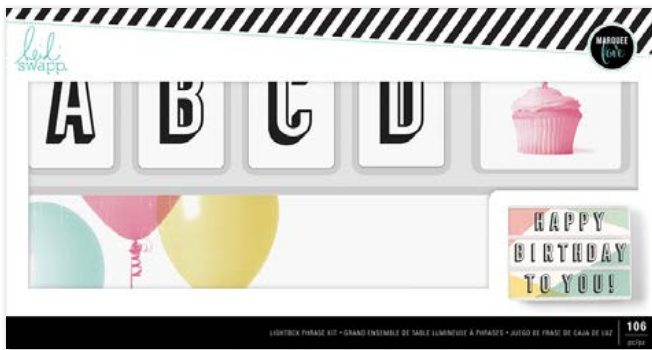 heidi
swapp.
MARQUEE
love
A B C D
HAPPY
BIRTHDAY
TO YOU!
LIGHTBOX PHRASE KIT • GRAND ENSEMBLE DE TABLE LUMINEUSE À PHRASES • JUEGO DE FRASE DE CAJA DE LUZ
106
pc/pz